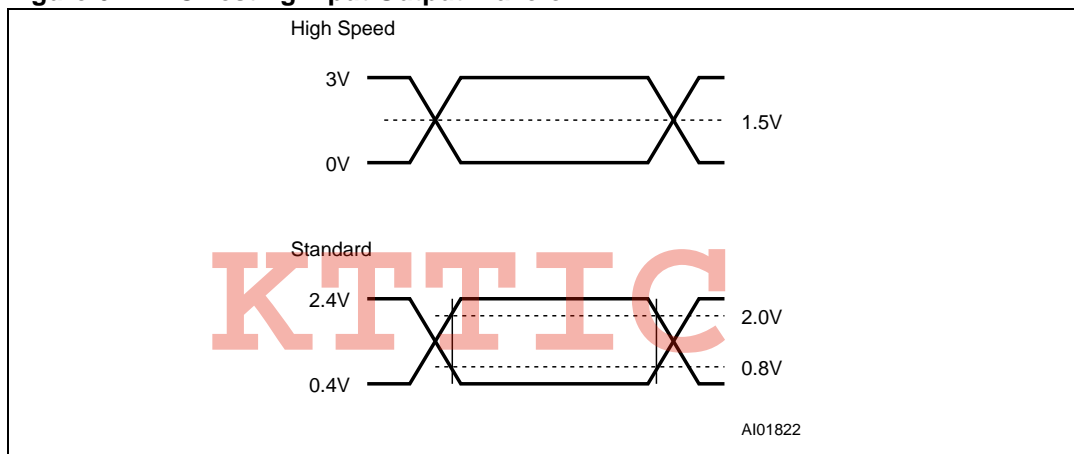 High Speed
3V
1.5V
0V
Standard
KTTIC
2.4V
2.0V
0.8V
0.4V
AI01822